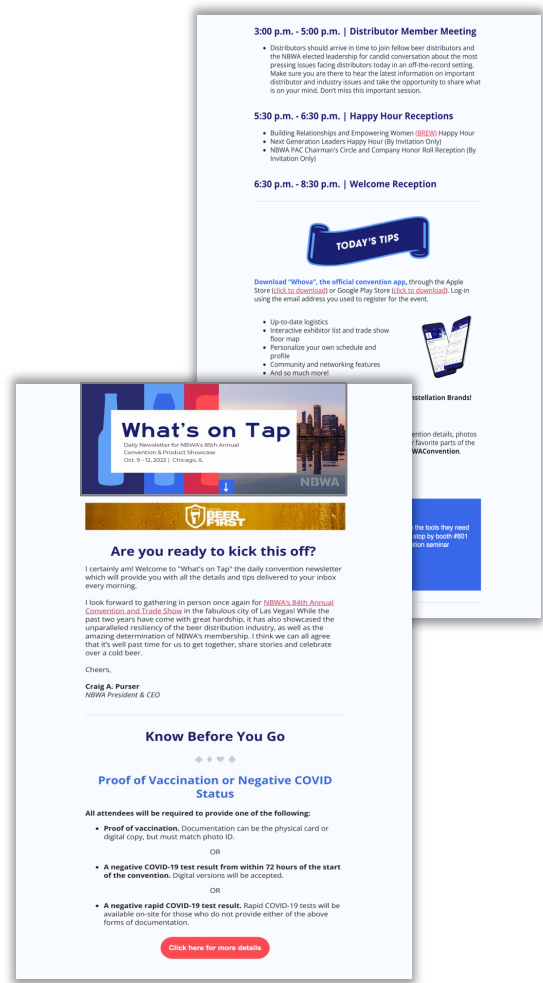 3:00 p.m. - 5:00 p.m. | Distributor Member Meeting
• Distributors should arrive in time to join fellow beer distributors and
the NBWA elected leadership for candid conversation about the most
pressing issues facing distributors today in an off-the-record setting.
Make sure you are there to hear the latest information on important
distributor and industry issues and take the opportunity to share what
is on your mind. Don't miss this important session.
5:30 p.m. - 6:30 p.m. | Happy Hour Receptions
• Building Relationships and Empowering Women (BREW) Happy Hour
• Next Generation Leaders Happy Hour (By Invitation Only)
• NBWA PAC Chairman's Circle and Company Honor Roll Reception (By
Invitation Only)
6:30 p.m. - 8:30 p.m. | Welcome Reception
TODAY'S TIPS
Download "Whova", the official convention app, through the Apple
Store (click to download) or Google Play Store (click to download). Log-in
using the email address you used to register for the event.
• Up-to-date logistics
• Interactive exhibitor list and trade show
floor map
• Personalize your own schedule and
profile
• Community and networking features
• And so much more!
nstellation Brands!
ention details, photos
r favorite parts of the
WAConvention.
the tools they need
stop by booth #801
tion seminar
What's on Tap
Daily Newsletter for NBWA's 85th Annual
Convention & Product Showcase
Oct. 9 - 12, 2022 | Chicago, IL
NBWA
BEER
FIRST
Are you ready to kick this off?
I certainly am! Welcome to "What's on Tap" the daily convention newsletter
which will provide you with all the details and tips delivered to your inbox
every morning.
I look forward to gathering in person once again for NBWA's 84th Annual
Convention and Trade Show in the fabulous city of Las Vegas! While the
past two years have come with great hardship, it has also showcased the
unparalleled resiliency of the beer distribution industry, as well as the
amazing determination of NBWA's membership. I think we can all agree
that it's well past time for us to get together, share stories and celebrate
over a cold beer.
Cheers,
Craig A. Purser
NBWA President & CEO
Know Before You Go
Proof of Vaccination or Negative COVID
Status
All attendees will be required to provide one of the following:
• Proof of vaccination. Documentation can be the physical card or
digital copy, but must match photo ID.
OR
• A negative COVID-19 test result from within 72 hours of the start
of the convention. Digital versions will be accepted.
OR
• A negative rapid COVID-19 test result. Rapid COVID-19 tests will be
available on-site for those who do not provide either of the above
forms of documentation.
Click here for more details